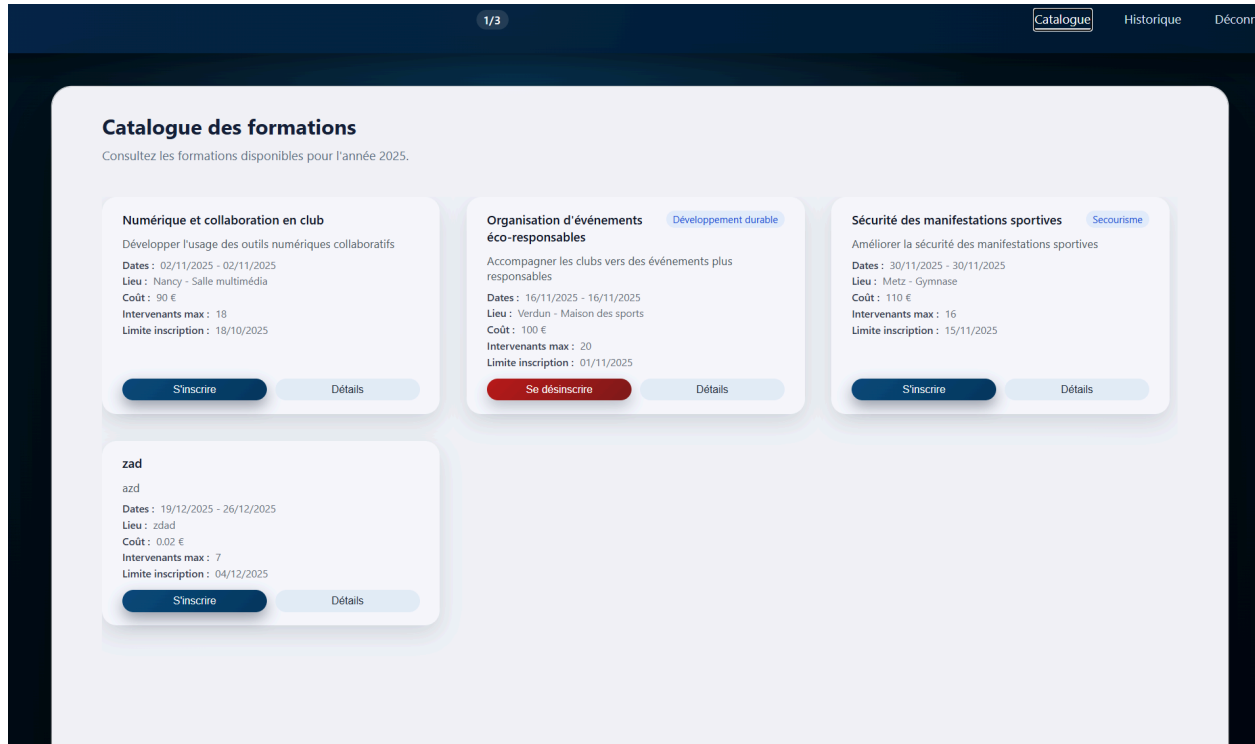 1/3
Catalogue
Historique
Déconn
Catalogue des formations
Consultez les formations disponibles pour l'année 2025.
Numérique et collaboration en club
Développer l'usage des outils numériques collaboratifs
Dates : 02/11/2025 - 02/11/2025
Lieu : Nancy - Salle multimédia
Coût : 90 €
Intervenants max : 18
Limite inscription : 18/10/2025
S'inscrire
Détails
Organisation d'événements
éco-responsables
Développement durable
Accompagner les clubs vers des événements plus
responsables
Dates : 16/11/2025 - 16/11/2025
Lieu : Verdun - Maison des sports
Coût : 100 €
Intervenants max : 20
Limite inscription : 01/11/2025
Se désinscrire
Détails
Sécurité des manifestations sportives
Secourisme
Améliorer la sécurité des manifestations sportives
Dates : 30/11/2025 - 30/11/2025
Lieu : Metz - Gymnase
Coût : 110 €
Intervenants max : 16
Limite inscription : 15/11/2025
S'inscrire
Détails
zad
azd
Dates : 19/12/2025 - 26/12/2025
Lieu : zdad
Coût : 0.02 €
Intervenants max : 7
Limite inscription : 04/12/2025
S'inscrire
Détails